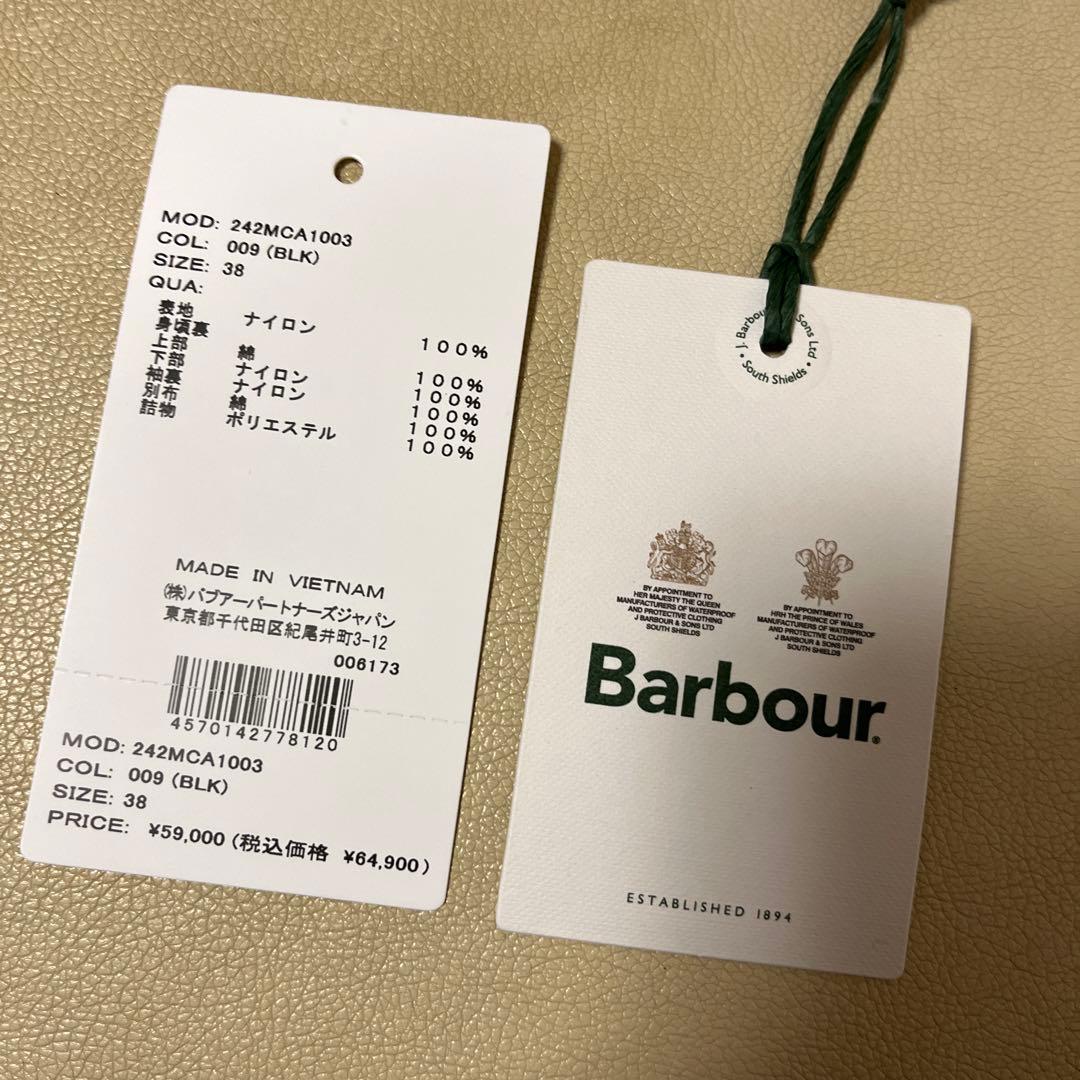 MOD: 242MCA1003
COL: 009 (BLK)
SIZE: 38
QUA:
表地 ナイロン 100%
身頃裏
上部 綿 100%
下部 ナイロン 100%
袖裏 ナイロン 100%
別布 綿 100%
詰物 ポリエステル 100%
MADE IN VIETNAM
㈱バブアーパートナーズジャパン
東京都千代田区紀尾井町3-12
006173
4570142778120
MOD: 242MCA1003
COL: 009 (BLK)
SIZE: 38
PRICE: ¥59,000 (税込価格 ¥64,900)
J. Barbour Sons Ltd
South Shields
BY APPOINTMENT TO
HER MAJESTY THE QUEEN
MANUFACTURERS OF WATERPROOF
AND PROTECTIVE CLOTHING
J BARBOUR & SONS LTD
SOUTH SHIELDS
BY APPOINTMENT TO
HRH THE PRINCE OF WALES
MANUFACTURERS OF WATERPROOF
AND PROTECTIVE CLOTHING
J BARBOUR & SONS LTD
SOUTH SHIELDS
Barbour®
ESTABLISHED 1894